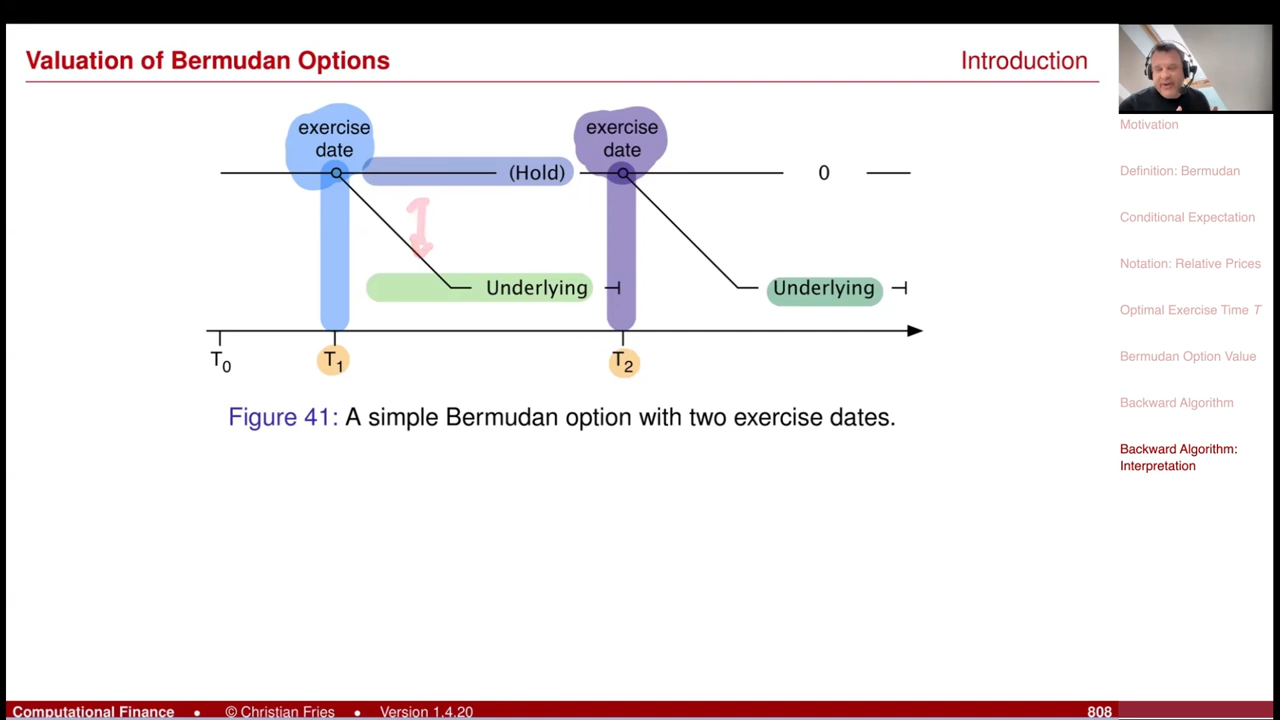 Valuation of Bermudan Options
Introduction
exercise
date
exercise
date
(Hold)
0
Underlying
Underlying
T0
T1
T2
Figure 41: A simple Bermudan option with two exercise dates.
Motivation
Definition: Bermudan
Conditional Expectation
Notation: Relative Prices
Optimal Exercise Time T
Bermudan Option Value
Backward Algorithm
Backward Algorithm:
Interpretation
Computational Finance • © Christian Fries • Version 1.4.20
808